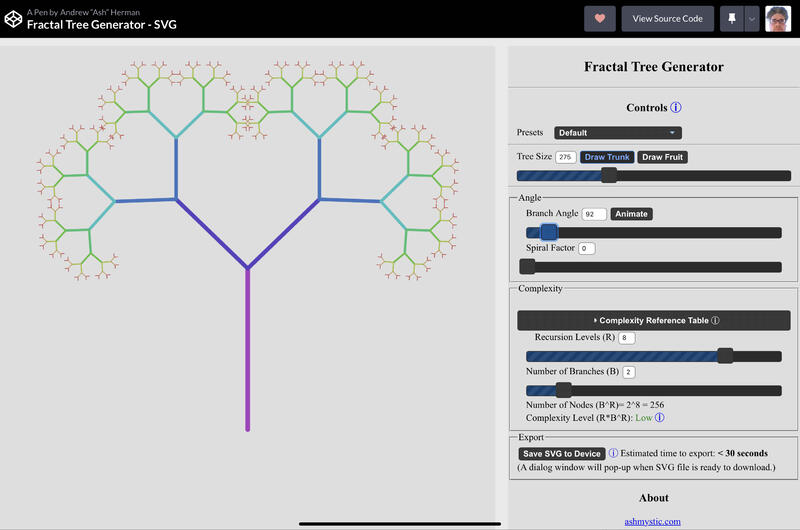 A Pen by Andrew "Ash" Herman
Fractal Tree Generator - SVG
View Source Code
Fractal Tree Generator
Controls ⓘ
Presets Default
Tree Size 275 Draw Trunk Draw Fruit
Angle
Branch Angle 92 Animate
Spiral Factor 0
Complexity
Complexity Reference Table ⓘ
Recursion Levels (R) 8
Number of Branches (B) 2
Number of Nodes (B^R)= 2^8 = 256
Complexity Level (R*B^R): Low ⓘ
Export
Save SVG to Device ⓘ Estimated time to export: < 30 seconds
(A dialog window will pop-up when SVG file is ready to download.)
About
ashmystic.com